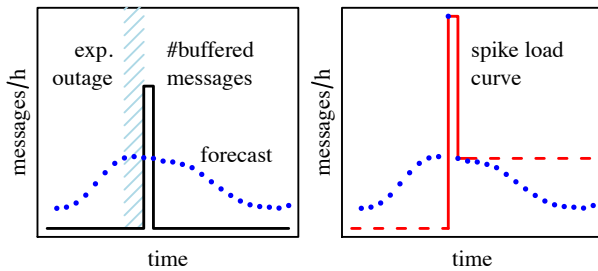 messages/h
exp.
outage
#buffered
messages
forecast
time
messages/h
spike load
curve
time